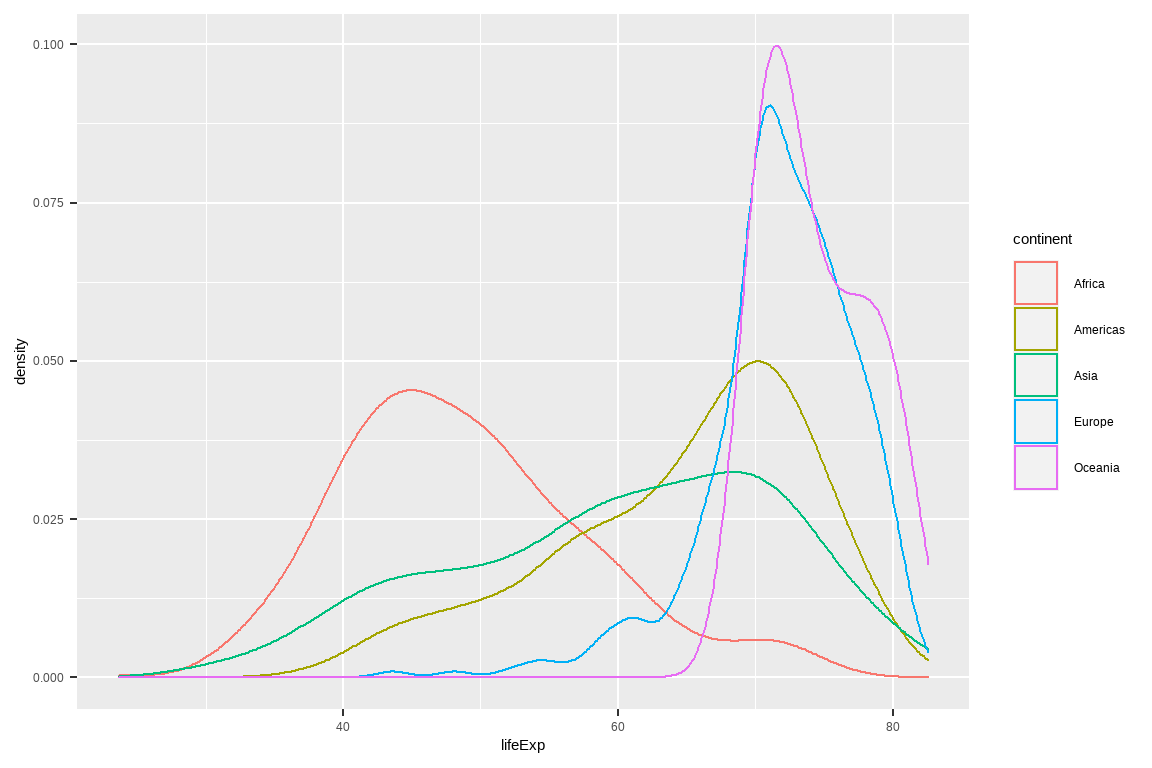 0.100
0.075
0.050
0.025
0.000
density
40
60
80
lifeExp
continent
Africa
Americas
Asia
Europe
Oceania